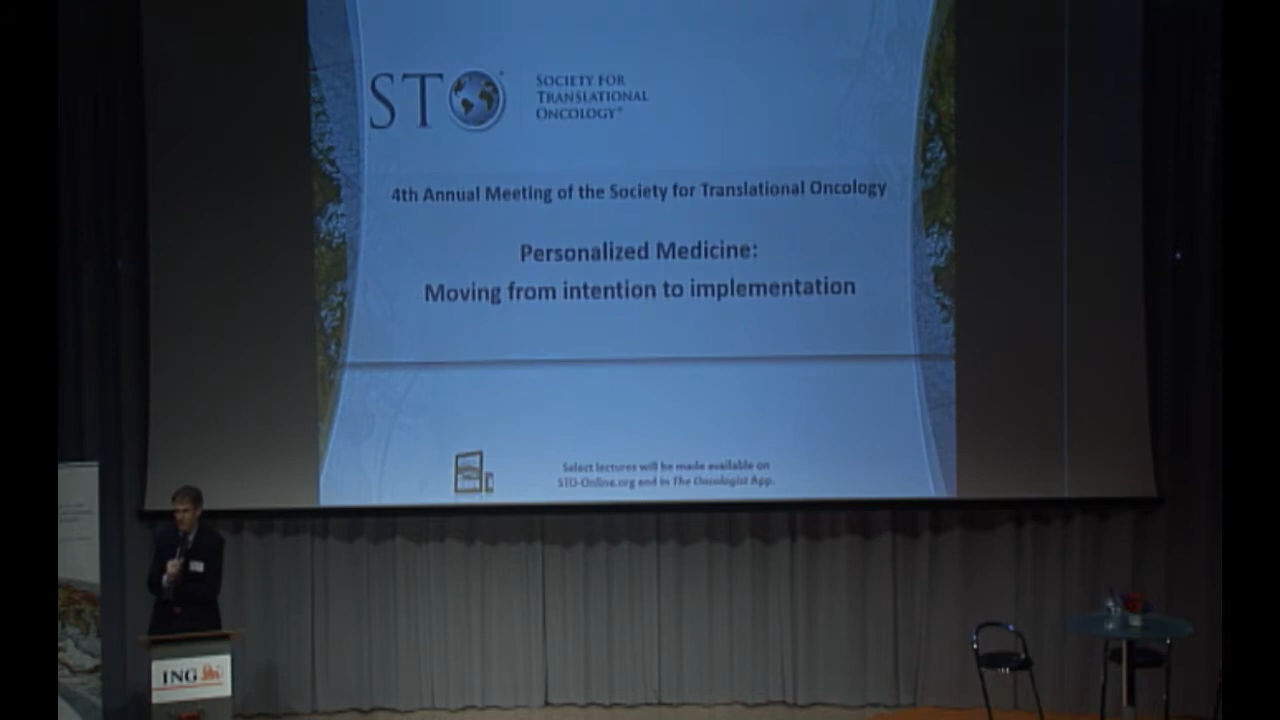 STO
SOCIETY FOR
TRANSLATIONAL
ONCOLOGY®
4th Annual Meeting of the Society for Translational Oncology
Personalized Medicine:
Moving from intention to implementation
Select lectures will be made available on
STO-Online.org and in The Oncologist App.
ING